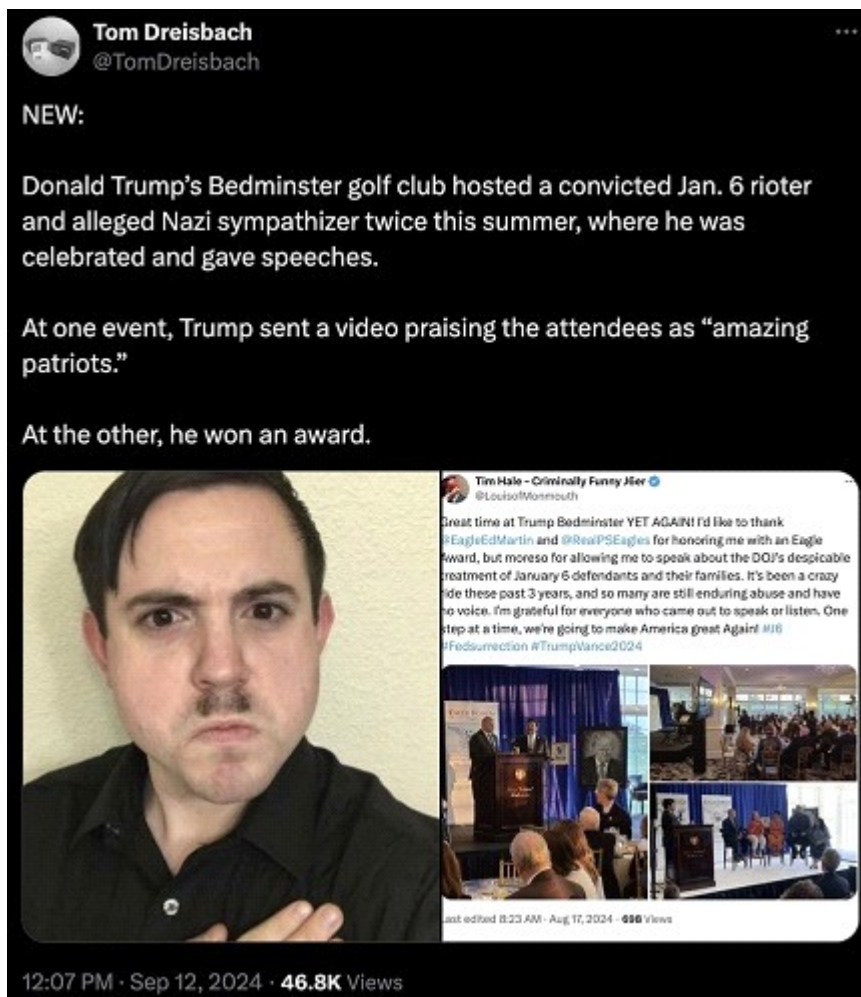 Tom Dreisbach
@TomDreisbach
NEW:
Donald Trump's Bedminster golf club hosted a convicted Jan. 6 rioter
and alleged Nazi sympathizer twice this summer, where he was
celebrated and gave speeches.
At one event, Trump sent a video praising the attendees as “amazing
patriots.”
At the other, he won an award.
Tim Hale - Criminally Funny J6er
@LouisofMonmouth
Great time at Trump Bedminster YET AGAIN! I'd like to thank
@EagleEdMartin and @RealPSEagles for honoring me with an Eagle
Award, but moreso for allowing me to speak about the DOJ's despicable
treatment of January 6 defendants and their families. It's been a crazy
ride these past 3 years, and so many are still enduring abuse and have
no voice. I'm grateful for everyone who came out to speak or listen. One
step at a time, we're going to make America great Again! #J6
#Fedsurrection #TrumpVance2024
Last edited 8:23 AM · Aug 17, 2024 · 696 Views
12:07 PM · Sep 12, 2024 · 46.8K Views